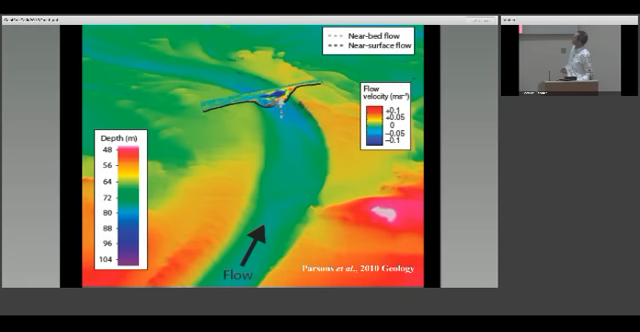 Near-bed flow
Near-surface flow
Flow
velocity (ms⁻¹)
+0.1
+0.05
0
−0.05
−0.1
Depth (m)
48
56
64
72
80
88
96
104
Flow
Parsons et al., 2010 Geology
Video